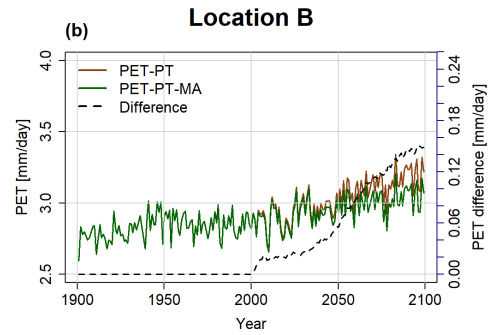 Location B
(b)
PET-PT
PET-PT-MA
Difference
PET [mm/day]
4.0
3.5
3.0
2.5
PET difference [mm/day]
0.24
0.18
0.12
0.06
0.00
1900 1950 2000 2050 2100
Year